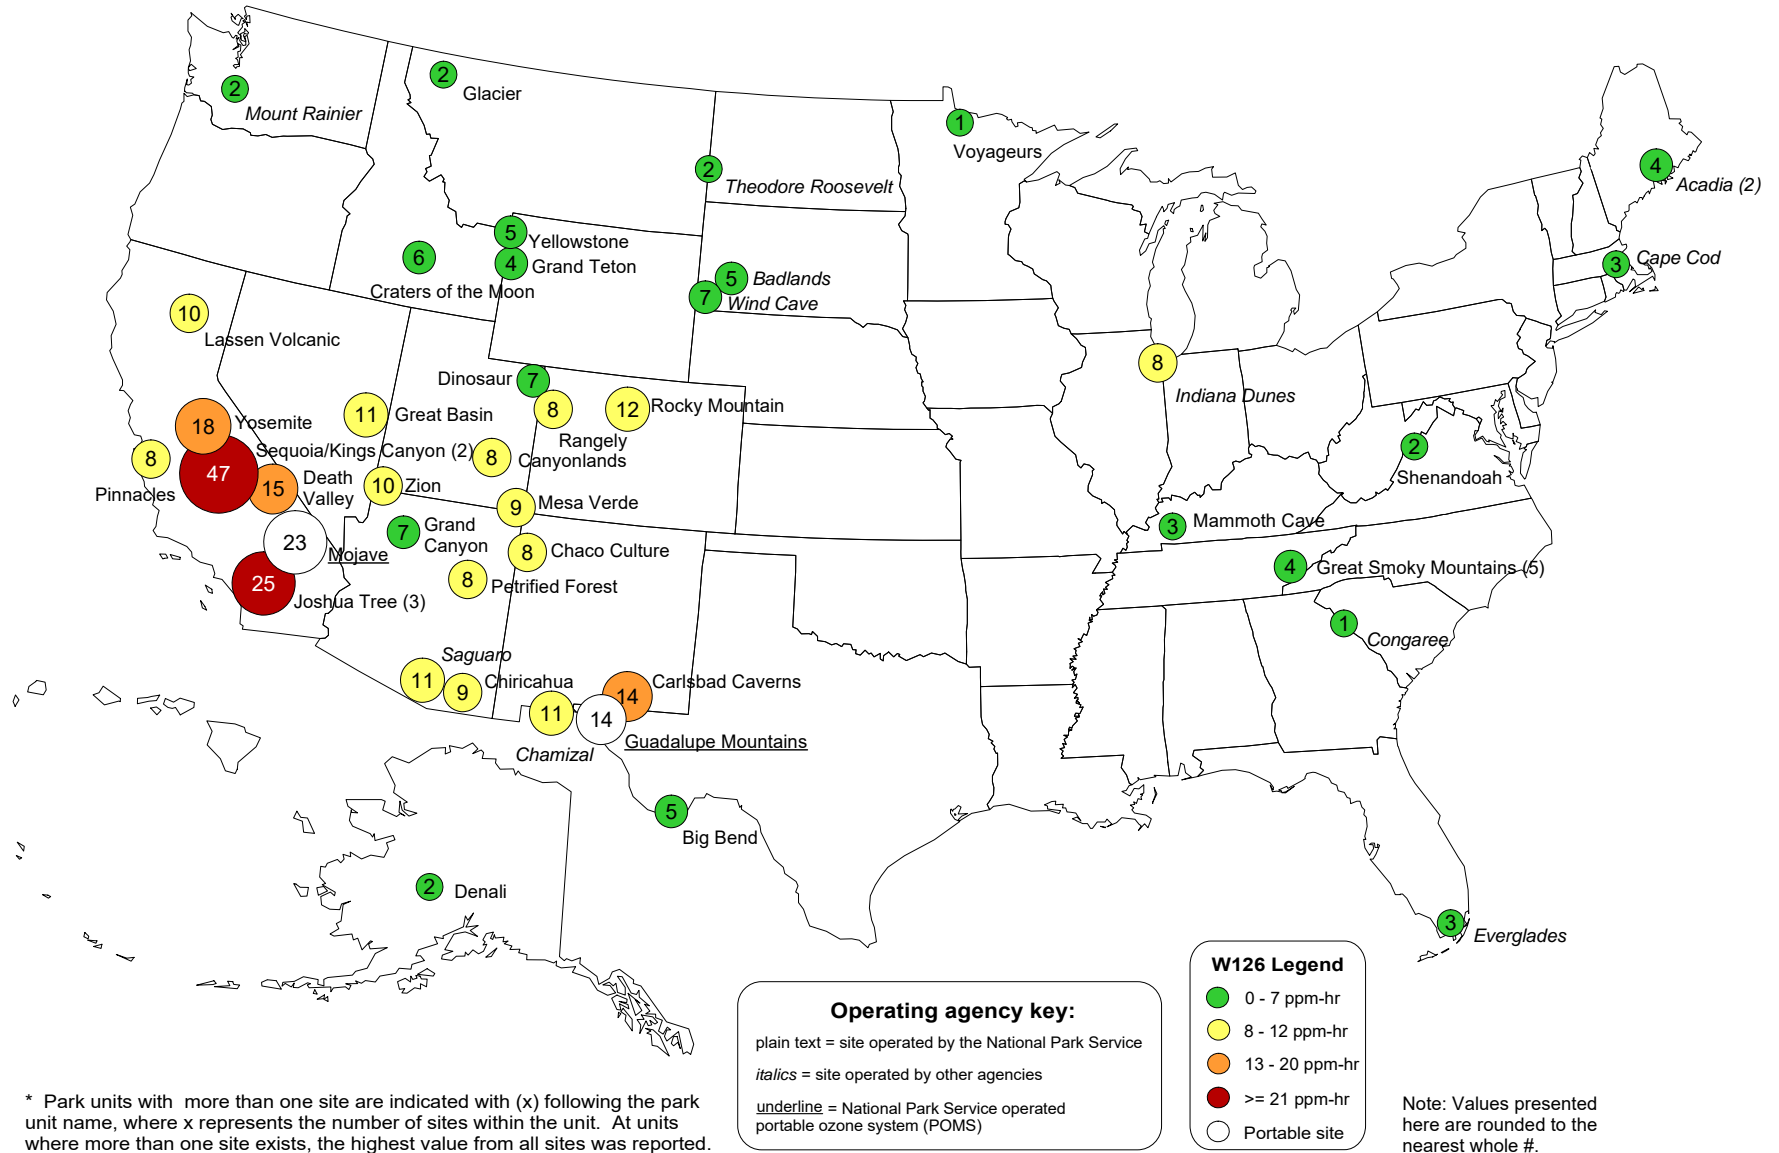 2
Mount Rainier
2
Glacier
2
Theodore Roosevelt
1
Voyageurs
4
Acadia (2)
3
Cape Cod
5
Yellowstone
4
Grand Teton
6
Craters of the Moon
5
Badlands
7
Wind Cave
10
Lassen Volcanic
8
Indiana Dunes
Dinosaur
7
8
Rangely
12
Rocky Mountain
11
Great Basin
18
Yosemite
Sequoia/Kings Canyon (2)
47
8
Pinnacles
8
Canyonlands
15
Death
Valley
10
Zion
9
Mesa Verde
2
Shenandoah
7
Grand
Canyon
23
Mojave
8
Chaco Culture
8
Petrified Forest
25
Joshua Tree (3)
3
Mammoth Cave
4
Great Smoky Mountains (5)
1
Congaree
Saguaro
11
9
Chiricahua
14
Carlsbad Caverns
11
Chamizal
14
Guadalupe Mountains
5
Big Bend
2
Denali
3
Everglades
W126 Legend
0 - 7 ppm-hr
8 - 12 ppm-hr
13 - 20 ppm-hr
>= 21 ppm-hr
Portable site
Operating agency key:
plain text = site operated by the National Park Service
italics = site operated by other agencies
underline = National Park Service operated
portable ozone system (POMS)
* Park units with more than one site are indicated with (x) following the park
unit name, where x represents the number of sites within the unit. At units
where more than one site exists, the highest value from all sites was reported.
Note: Values presented
here are rounded to the
nearest whole #.